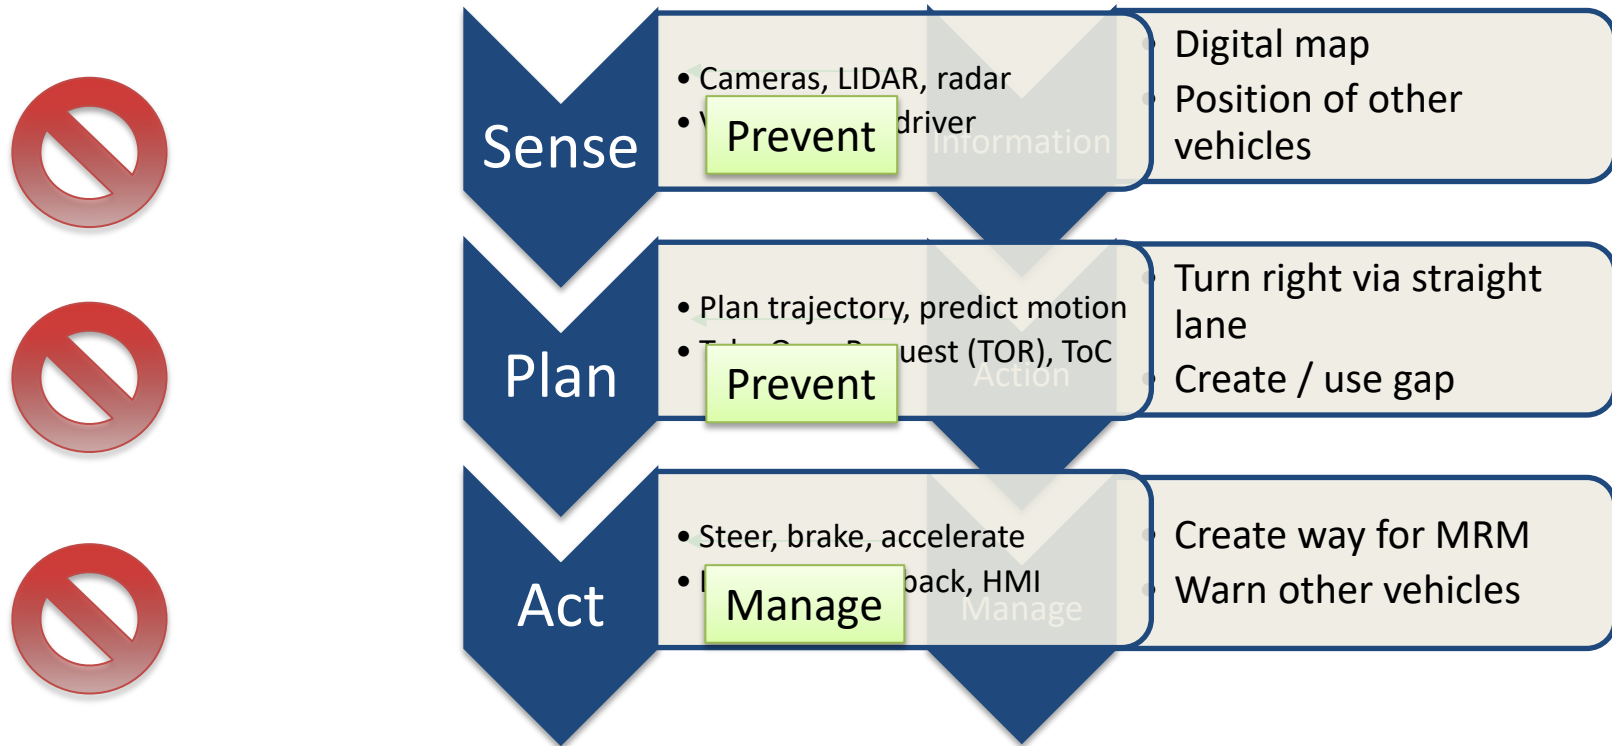 Sense
• Cameras, LIDAR, radar
• driver
Prevent
Information
• Digital map
• Position of other
vehicles
Plan
• Plan trajectory, predict motion
• (TOR), ToC
Prevent
Action
• Turn right via straight
lane
• Create / use gap
Act
• Steer, brake, accelerate
• HMI
Manage
Manage
• Create way for MRM
• Warn other vehicles